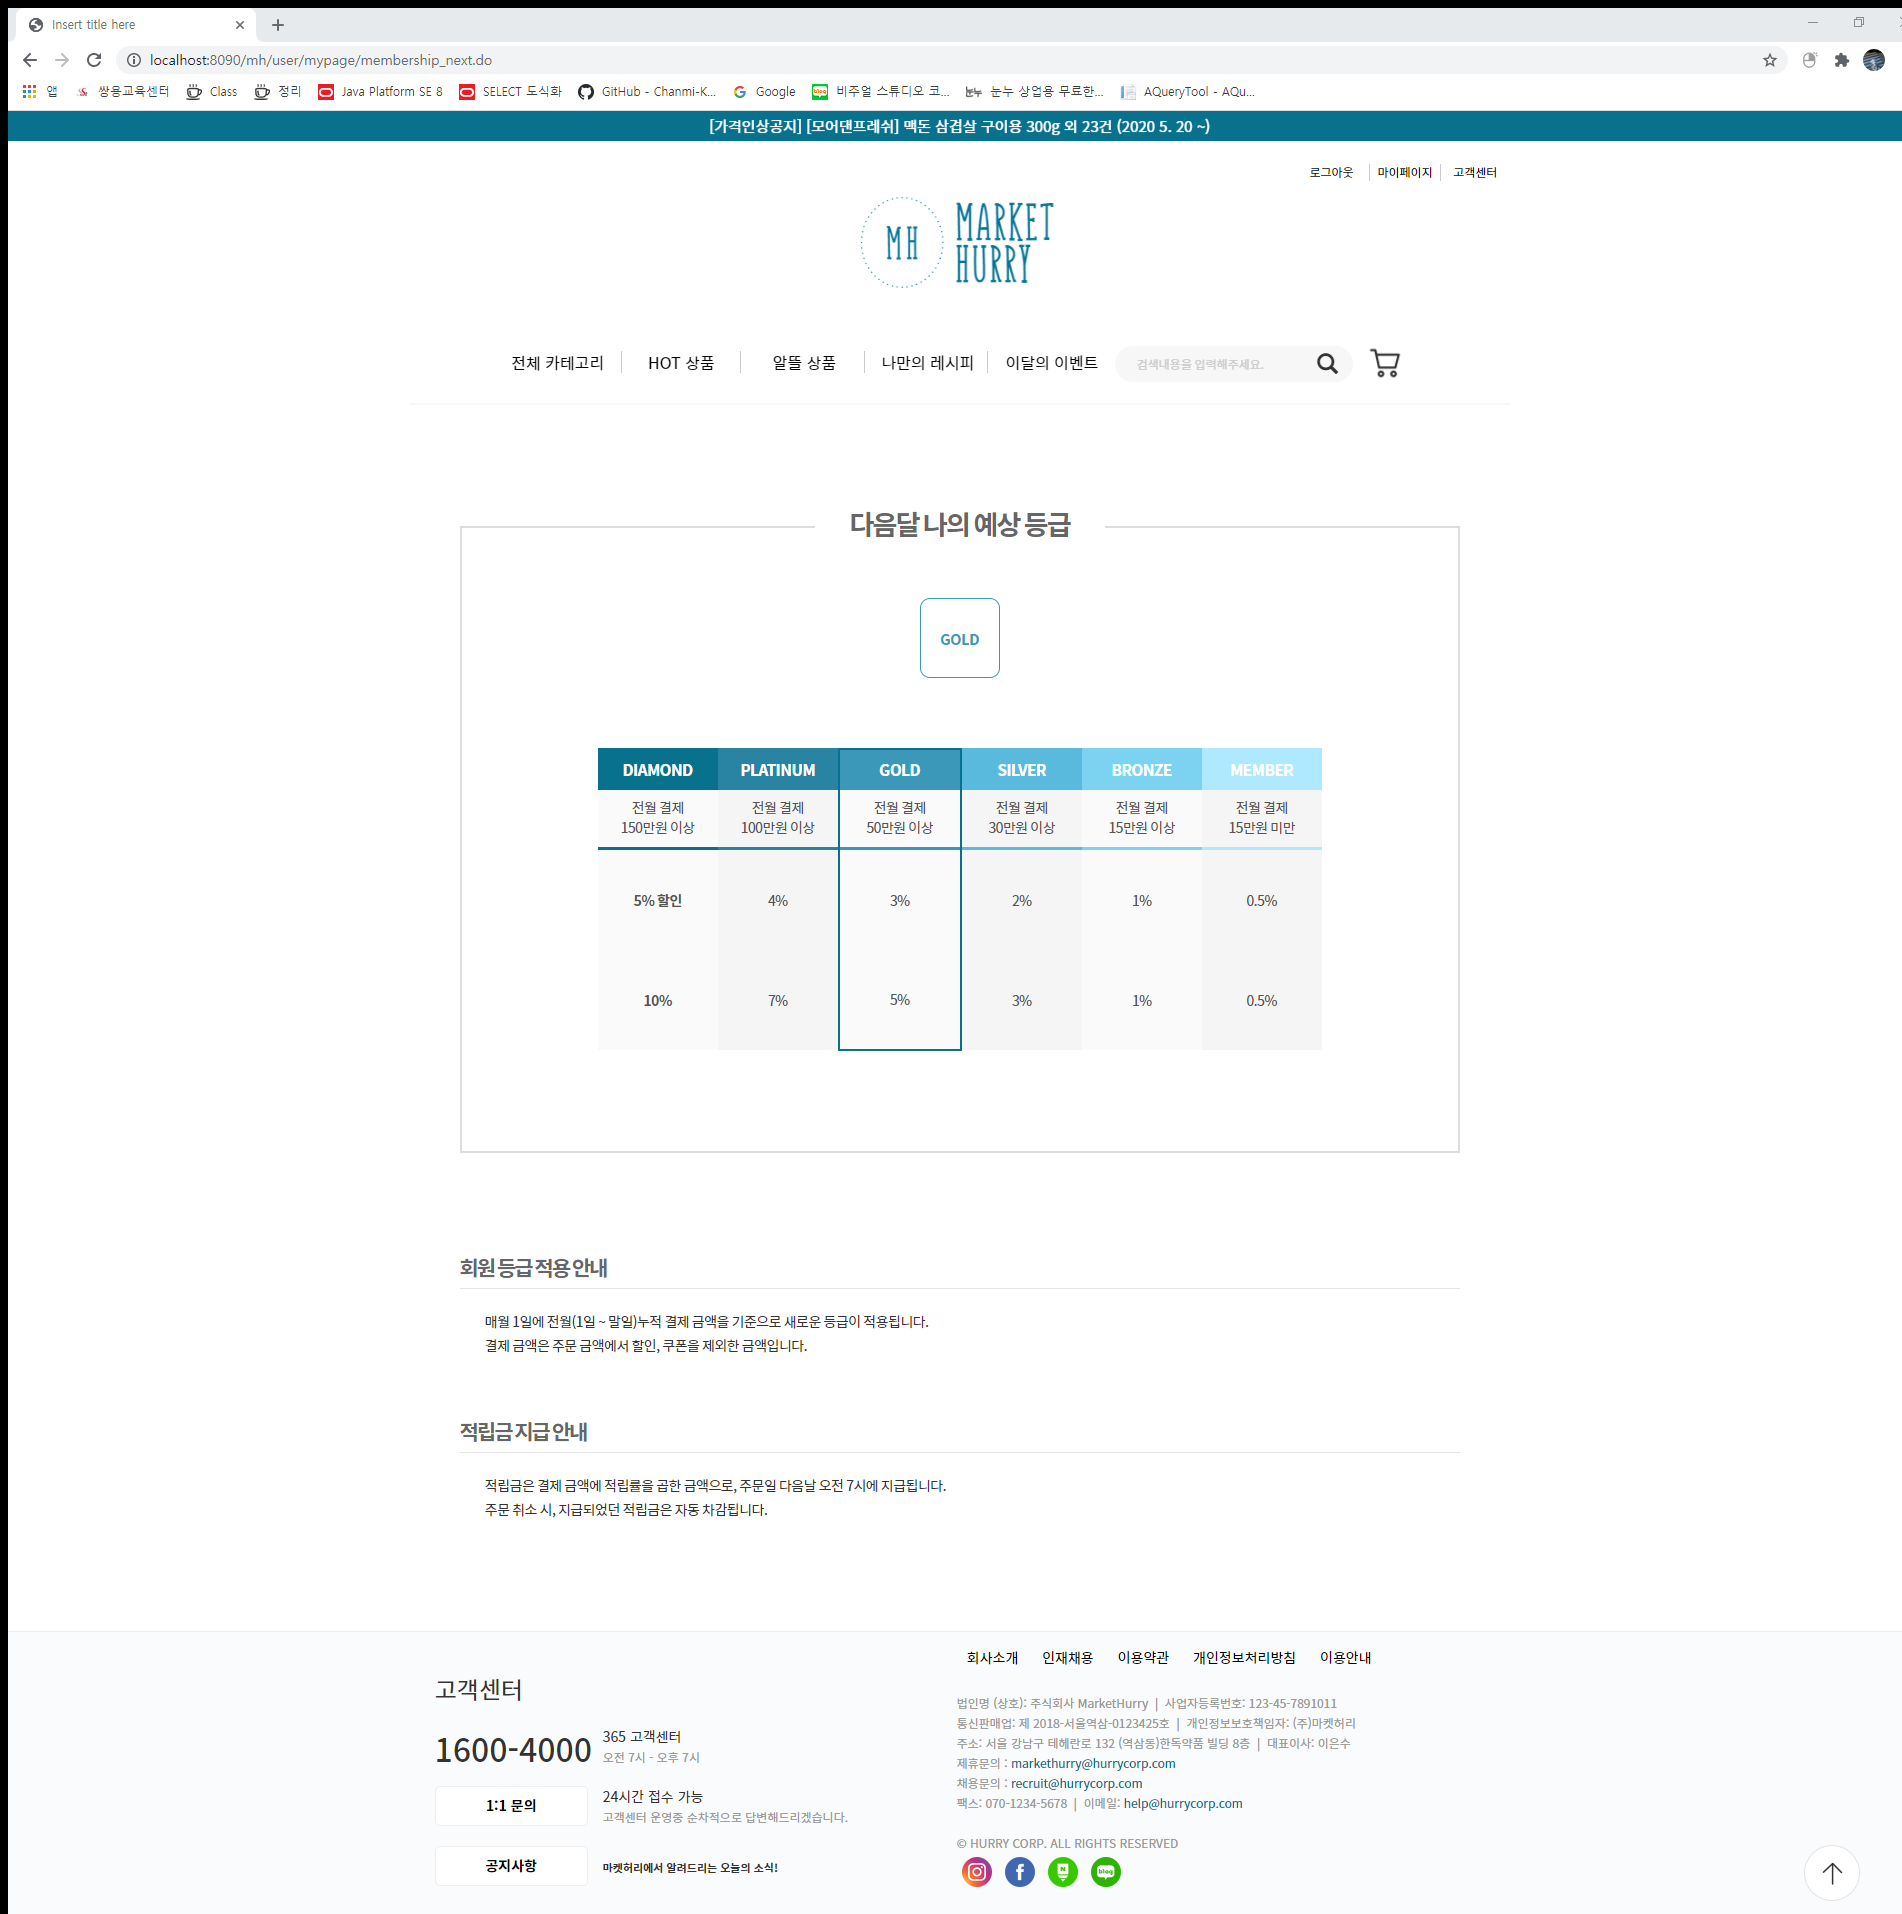 Insert title here
localhost:8090/mh/user/mypage/membership_next.do
앱 쌍용교육센터 Class 정리 Java Platform SE 8 SELECT 도식화 GitHub - Chanmi-K... Google 비주얼 스튜디오 코... 눈누 상업용 무료한... AQueryTool - AQu...
[가격인상공지] [모어댄프레쉬] 맥돈 삼겹살 구이용 300g 외 23건 (2020 5. 20 ~)
로그아웃 마이페이지 고객센터
MH MARKET
HURRY
전체 카테고리 HOT 상품 알뜰 상품 나만의 레시피 이달의 이벤트 검색내용을 입력해주세요.
다음달 나의 예상 등급
GOLD
DIAMOND PLATINUM GOLD SILVER BRONZE MEMBER
전월 결제 전월 결제 전월 결제 전월 결제 전월 결제 전월 결제
150만원 이상 100만원 이상 50만원 이상 30만원 이상 15만원 이상 15만원 미만
5% 할인 4% 3% 2% 1% 0.5%
10% 7% 5% 3% 1% 0.5%
회원 등급 적용 안내
매월 1일에 전월(1일 ~ 말일)누적 결제 금액을 기준으로 새로운 등급이 적용됩니다.
결제 금액은 주문 금액에서 할인, 쿠폰을 제외한 금액입니다.
적립금 지급 안내
적립금은 결제 금액에 적립률을 곱한 금액으로, 주문일 다음날 오전 7시에 지급됩니다.
주문 취소 시, 지급되었던 적립금은 자동 차감됩니다.
고객센터
1600-4000
365 고객센터
오전 7시 - 오후 7시
1:1 문의
24시간 접수 가능
고객센터 운영중 순차적으로 답변해드리겠습니다.
공지사항
마켓허리에서 알려드리는 오늘의 소식!
회사소개 인재채용 이용약관 개인정보처리방침 이용안내
법인명 (상호): 주식회사 MarketHurry | 사업자등록번호: 123-45-7891011
통신판매업: 제 2018-서울역삼-0123425호 | 개인정보보호책임자: (주)마켓허리
주소: 서울 강남구 테헤란로 132 (역삼동)한독약품 빌딩 8층 | 대표이사: 이은수
제휴문의 : markethurry@hurrycorp.com
채용문의 : recruit@hurrycorp.com
팩스: 070-1234-5678 | 이메일: help@hurrycorp.com
© HURRY CORP. ALL RIGHTS RESERVED
f N blog